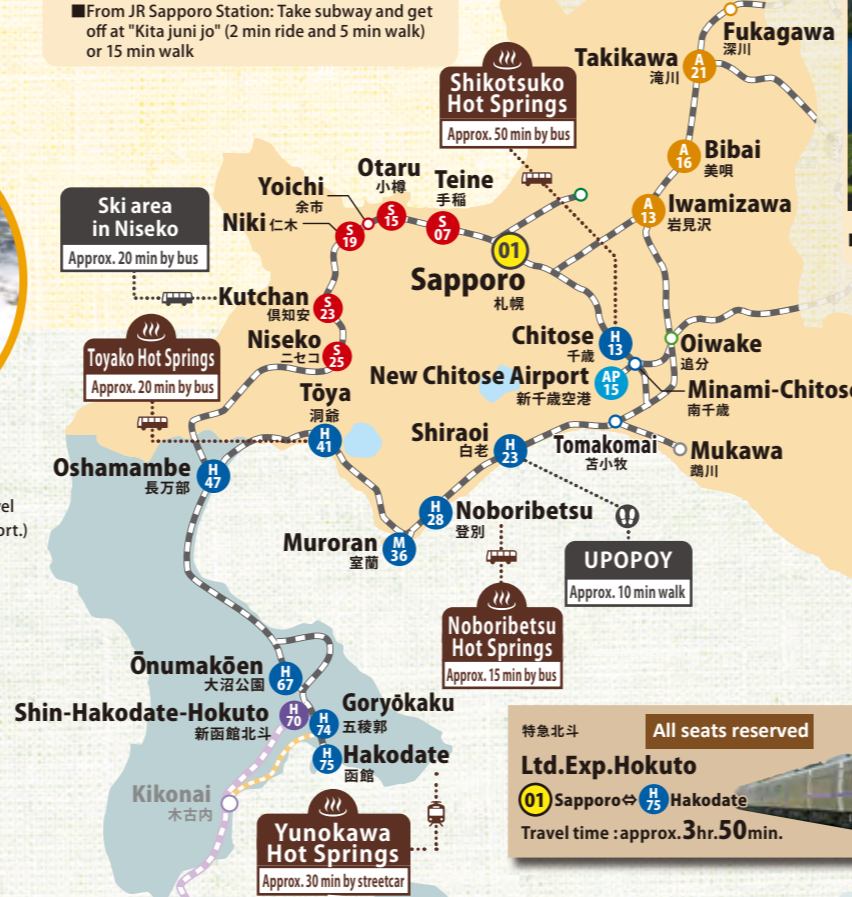 ■From JR Sapporo Station: Take subway and get
off at "Kita juni jo" (2 min ride and 5 min walk)
or 15 min walk
Fukagawa
深川
Takikawa
滝川
A
21
Shikotsuko
Hot Springs
Approx. 50 min by bus
A
16
Bibai
美唄
Otaru
小樽
Teine
手稲
Yoichi
余市
Niki 仁木
S
19
S
15
S
07
A
13
Iwamizawa
岩見沢
Ski area
in Niseko
Approx. 20 min by bus
01
Sapporo
札幌
Kutchan
倶知安
S
23
Niseko
ニセコ
S
25
Chitose
千歳
H
13
Oiwake
追分
Toyako Hot Springs
Approx. 20 min by bus
New Chitose Airport
新千歳空港
AP
15
Minami-Chitose
南千歳
Tōya
洞爺
H
41
Shiraoi
白老
H
23
Tomakomai
苫小牧
Mukawa
鵡川
Oshamambe
長万部
H
47
vel
ort.)
H
28
Noboribetsu
登別
Muroran
室蘭
M
36
UPOPOY
Approx. 10 min walk
Noboribetsu
Hot Springs
Approx. 15 min by bus
Ōnumakōen
大沼公園
H
67
Shin-Hakodate-Hokuto
新函館北斗
H
70
H
74
Goryōkaku
五稜郭
H
75
Hakodate
函館
Kikonai
木古内
Yunokawa
Hot Springs
Approx. 30 min by streetcar
特急北斗
All seats reserved
Ltd.Exp.Hokuto
01 Sapporo⇔H 75 Hakodate
Travel time : approx. 3hr. 50min.